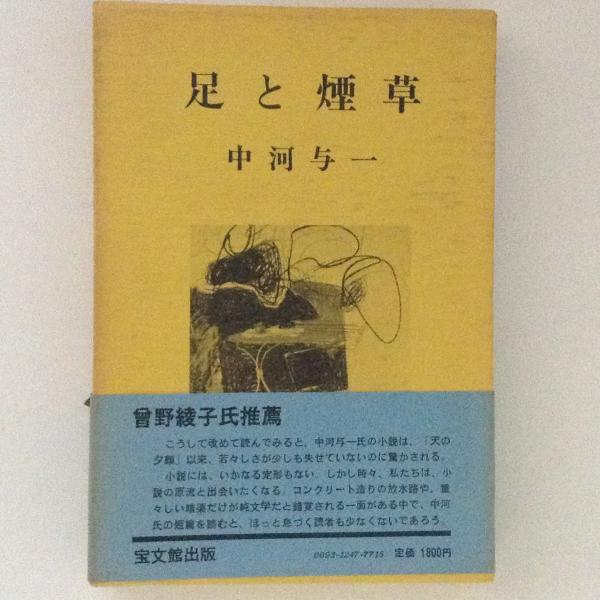 足と煙草
中河与一
曾野綾子氏推薦
こうして改めて読んでみると、中河与一氏の小説は、「天の
夕顔」以来、若々しさが少しも失せていないのに驚かされる。
小説には、いかなる定形もない。しかし時々、私たちは、小
説の原流と出会いたくなる。コンクリート造りの放水路や、重
々しい暗渠だけが純文学だと錯覚される一面がある中で、中河
氏の短篇を読むと、ほっと息づく読者も少なくないであろう。
宝文館出版
0093-1247-7715 定価 1800円